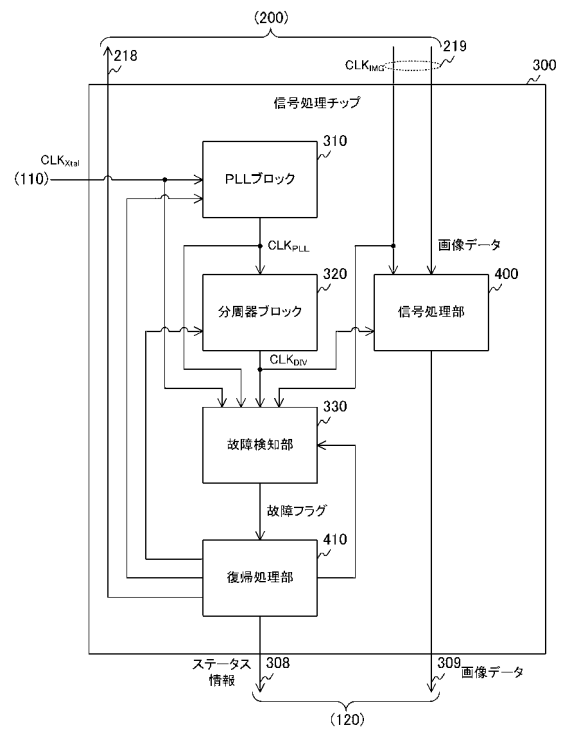 (200)
218
CLKIMG
219
300
信号処理チップ
310
CLKXtal
(110)
PLLブロック
CLKPLL
画像データ
320
400
分周器ブロック
信号処理部
CLKDIV
330
故障検知部
故障フラグ
410
復帰処理部
ステータス
情報
308
309
画像データ
(120)